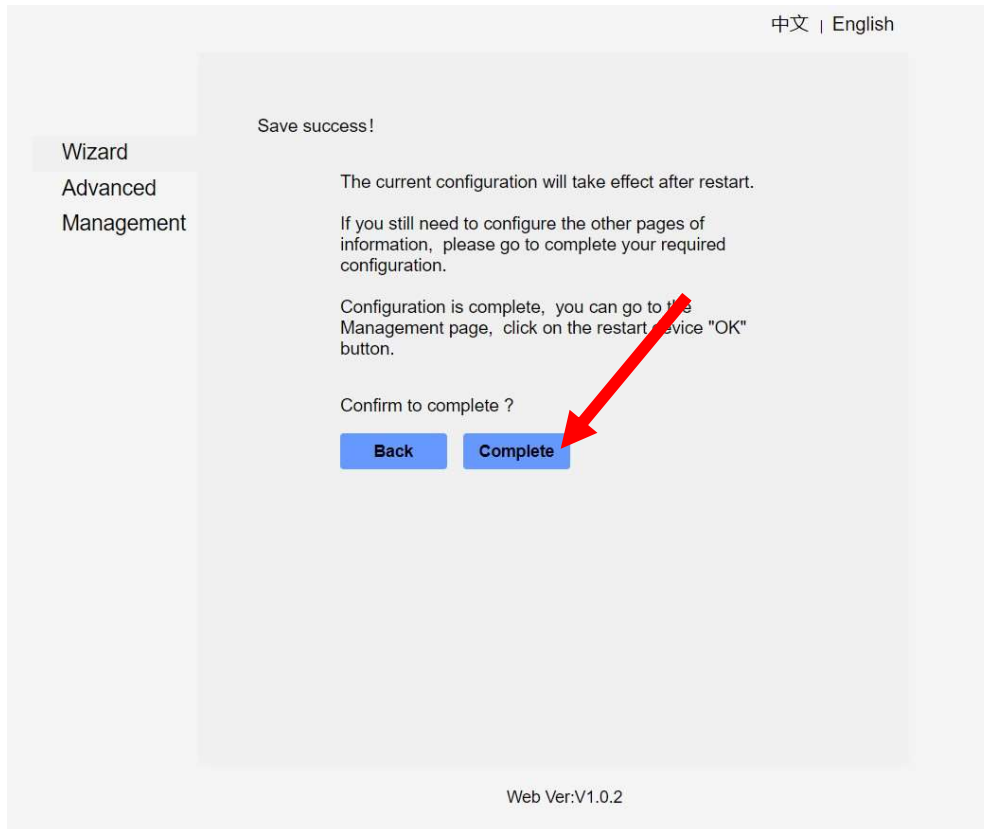 中文 | English
Save success!
Wizard
Advanced
Management
The current configuration will take effect after restart.
If you still need to configure the other pages of
information, please go to complete your required
configuration.
Configuration is complete, you can go to the
Management page, click on the restart device "OK"
button.
Confirm to complete ?
Back
Complete
Web Ver:V1.0.2